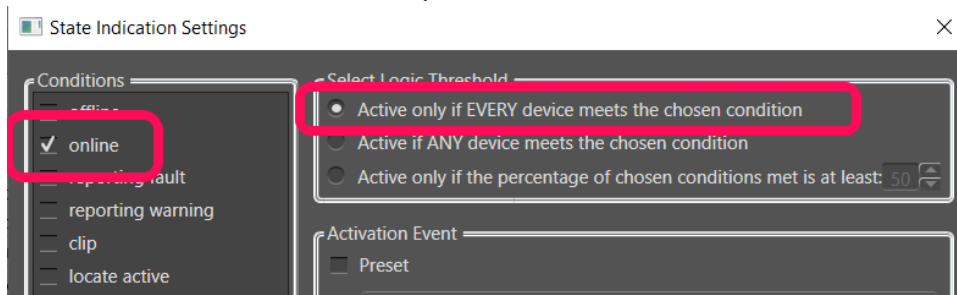 State Indication Settings
Conditions
Select Logic Threshold
offline
Active only if EVERY device meets the chosen condition
online
Active if ANY device meets the chosen condition
reporting fault
Active only if the percentage of chosen conditions met is at least: 50
reporting warning
Activation Event
clip
Preset
locate active